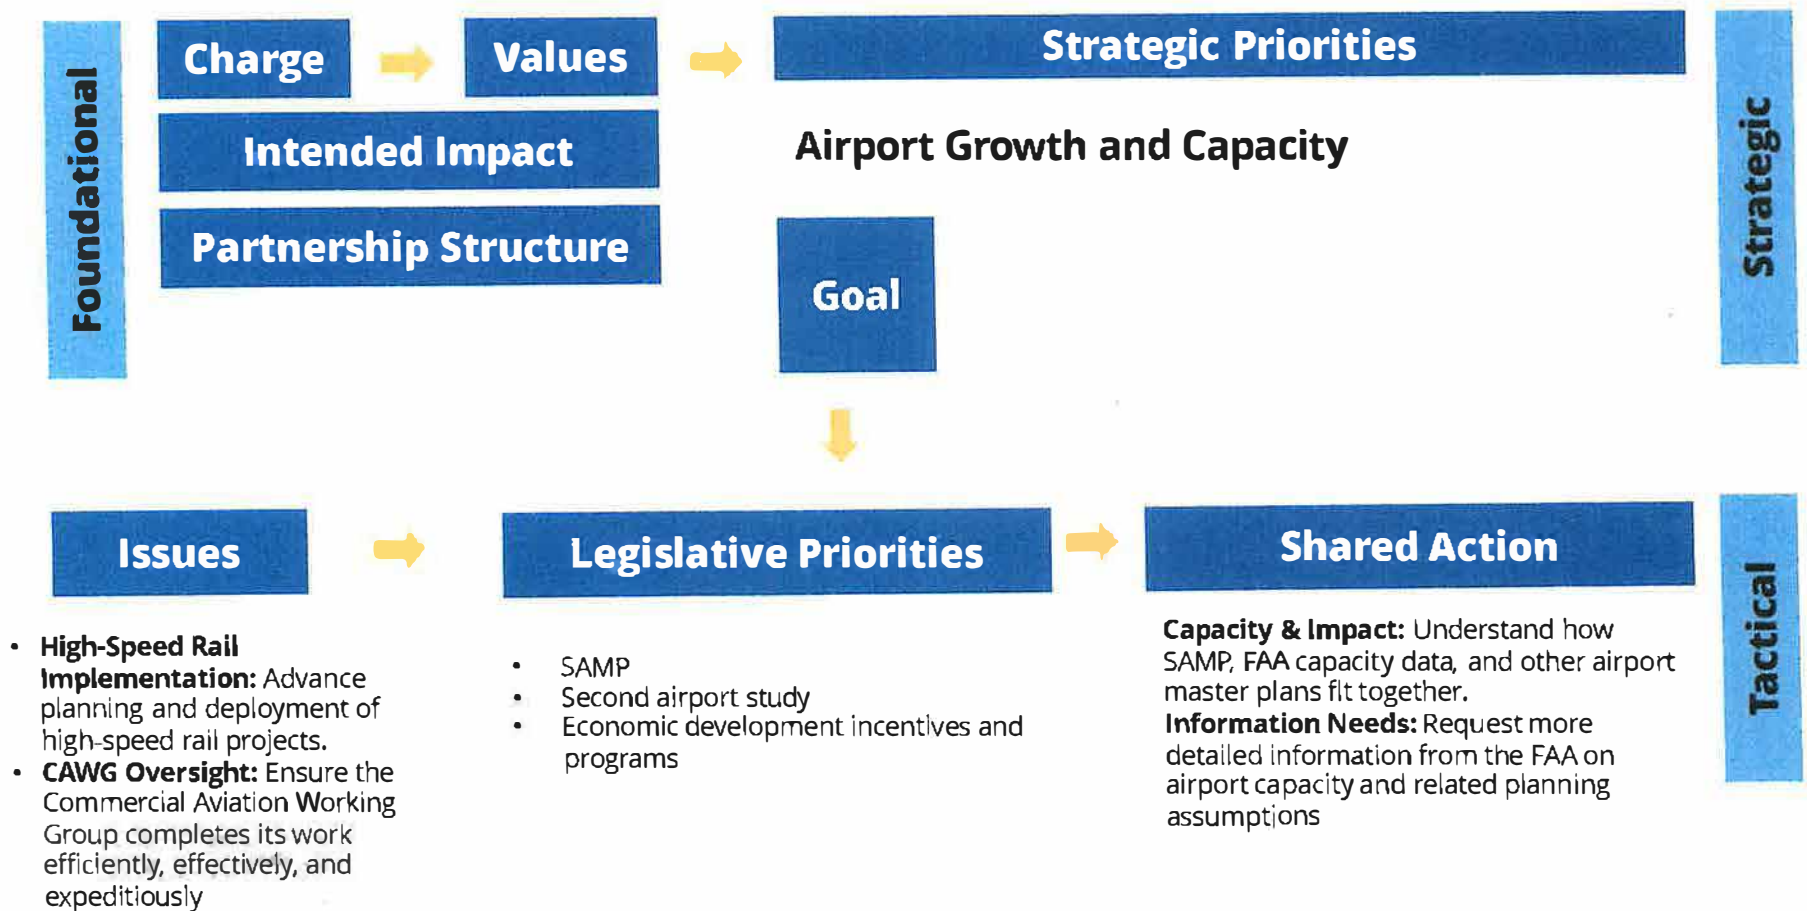 Foundational
Charge
Values
Strategic Priorities
Strategic
Intended Impact
Airport Growth and Capacity
Partnership Structure
Goal
Issues
Legislative Priorities
Shared Action
Tactical
• High-Speed Rail
Implementation: Advance
planning and deployment of
high-speed rail projects.
• CAWG Oversight: Ensure the
Commercial Aviation Working
Group completes its work
efficiently, effectively, and
expeditiously
• SAMP
• Second airport study
• Economic development incentives and
programs
Capacity & Impact: Understand how
SAMP, FAA capacity data, and other airport
master plans fit together.
Information Needs: Request more
detailed information from the FAA on
airport capacity and related planning
assumptions